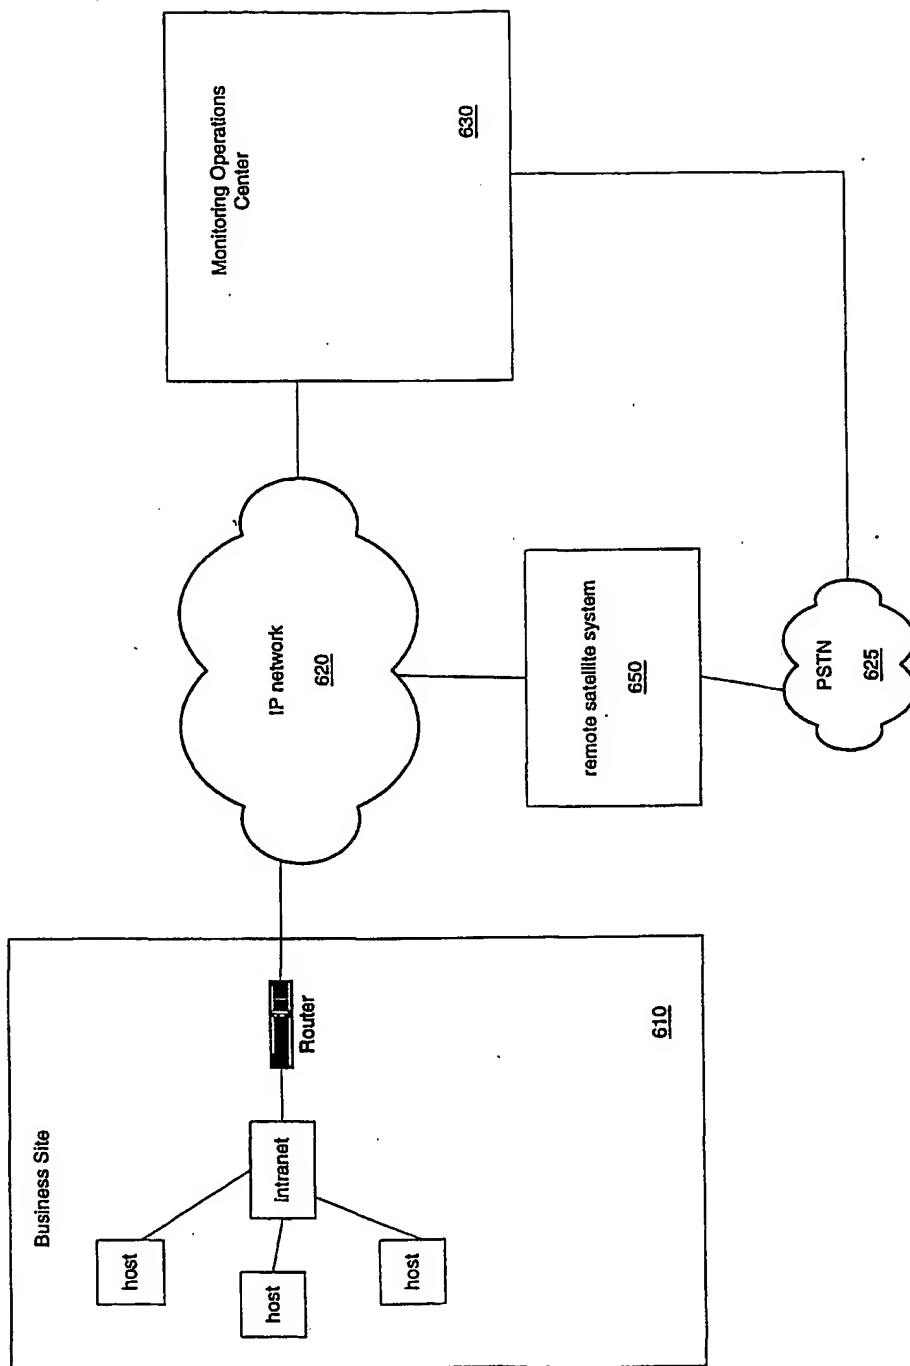 Business Site
host
host
host
Intranet
Router
610
IP network
620
remote satellite system
650
PSTN
625
Monitoring Operations
Center
630